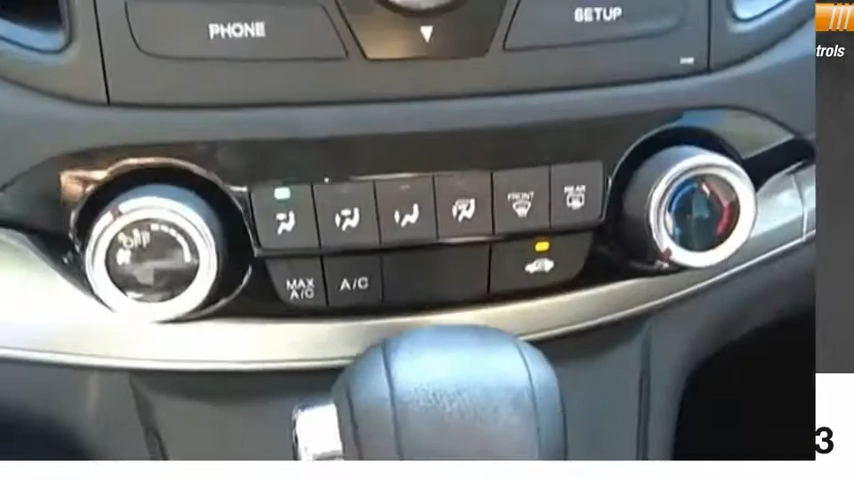 PHONE
SETUP
trols
OFF
FRONT
REAR
MAX
A/C
A/C
3